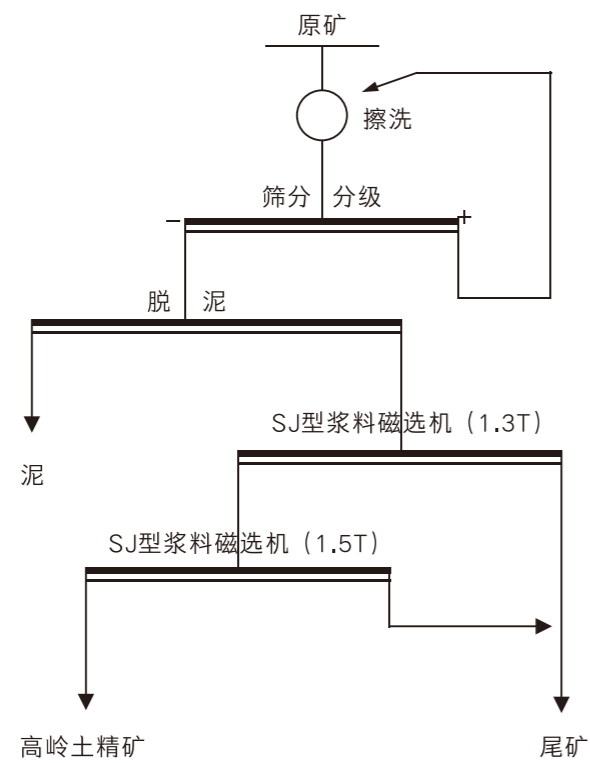 原矿
擦洗
筛分 分级
− +
脱 泥
SJ型浆料磁选机（1.3T）
泥
SJ型浆料磁选机（1.5T）
高岭土精矿 尾矿